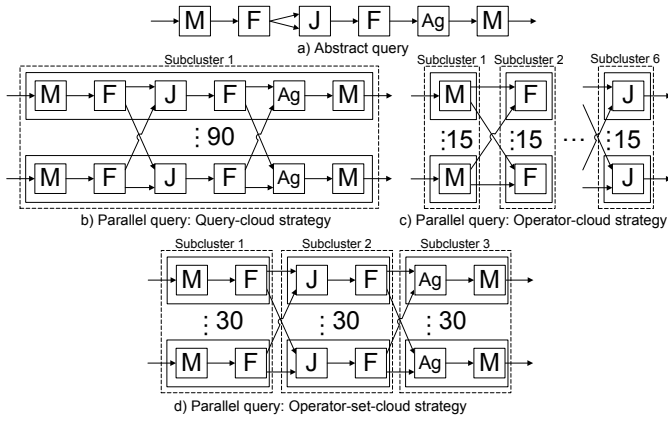 M F J F Ag M
a) Abstract query
Subcluster 1
M F J F Ag M
⋮90
M F J F Ag M
b) Parallel query: Query-cloud strategy
Subcluster 1 Subcluster 2 Subcluster 6
M F J
⋮15 ⋮15 ... ⋮15
M F J
c) Parallel query: Operator-cloud strategy
Subcluster 1 Subcluster 2 Subcluster 3
M F J F Ag M
⋮30 ⋮30 ⋮30
M F J F Ag M
d) Parallel query: Operator-set-cloud strategy